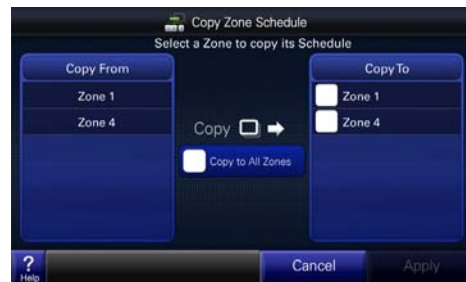 Copy Zone Schedule
Select a Zone to copy its Schedule
Copy From
Zone 1
Zone 4
Copy
Copy to All Zones
Copy To
Zone 1
Zone 4
?
Help
Cancel
Apply